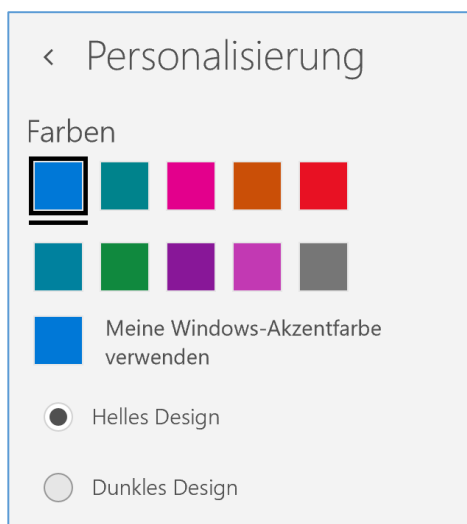 Personalisierung
Farben
Meine Windows-Akzentfarbe
verwenden
Helles Design
Dunkles Design